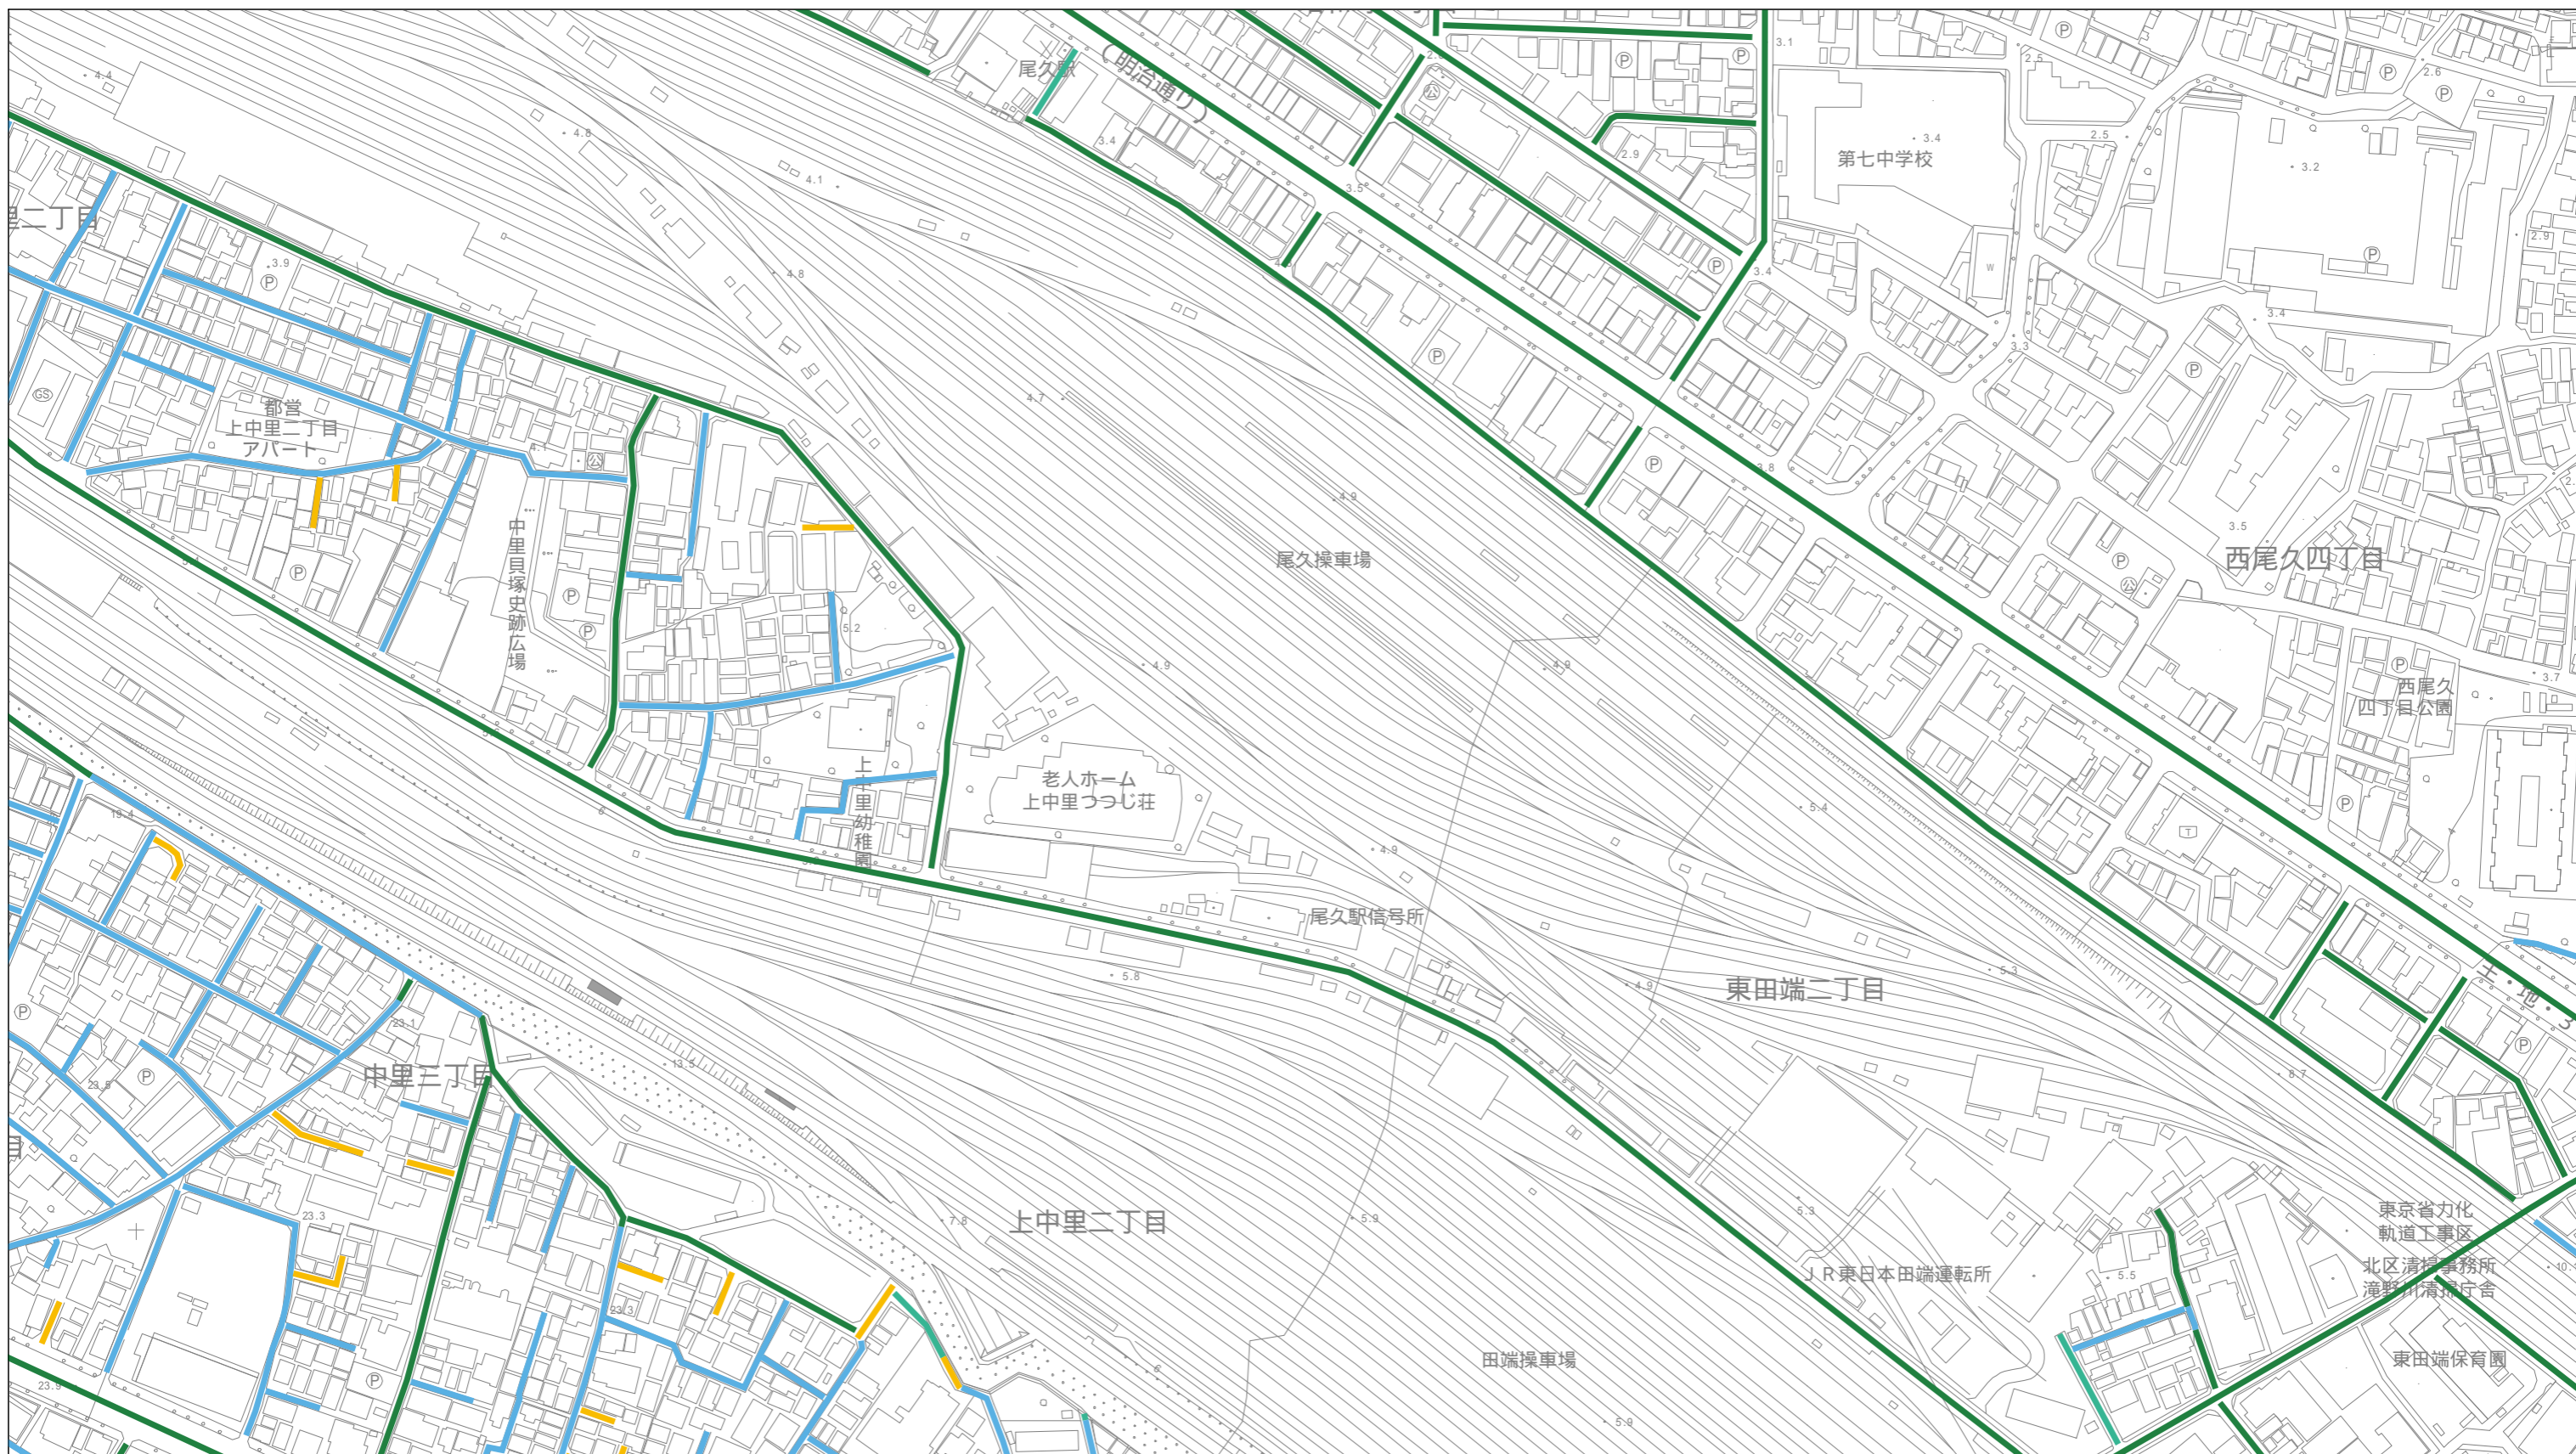 尾久駅
(明治通り)
第七中学校
都営
上中里二丁目
アパート
中里貝塚史跡広場
尾久操車場
西尾久四丁目
西尾久
四丁目公園
上中里幼稚園
老人ホーム
上中里つつじ荘
尾久駅信号所
東田端二丁目
中里三丁目
上中里二丁目
東京省力化
軌道工事区
北区清掃事務所
滝野川清掃庁舎
JR東日本田端運転所
田端操車場
東田端保育園
里二丁目
GS
4.4
4.8
4.1
4.8
3.9
4.7
4.9
4.9
4.9
4.9
4.9
5.2
5.4
5.3
5.8
5.9
5.3
5.9
5.5
8.7
7.8
13.5
19.4
23.1
23.5
23.3
23.3
23.9
3.4
3.5
2.9
3.1
3.4
3.4
2.5
2.5
2.6
3.2
2.9
3.4
3.3
3.8
3.5
3.7